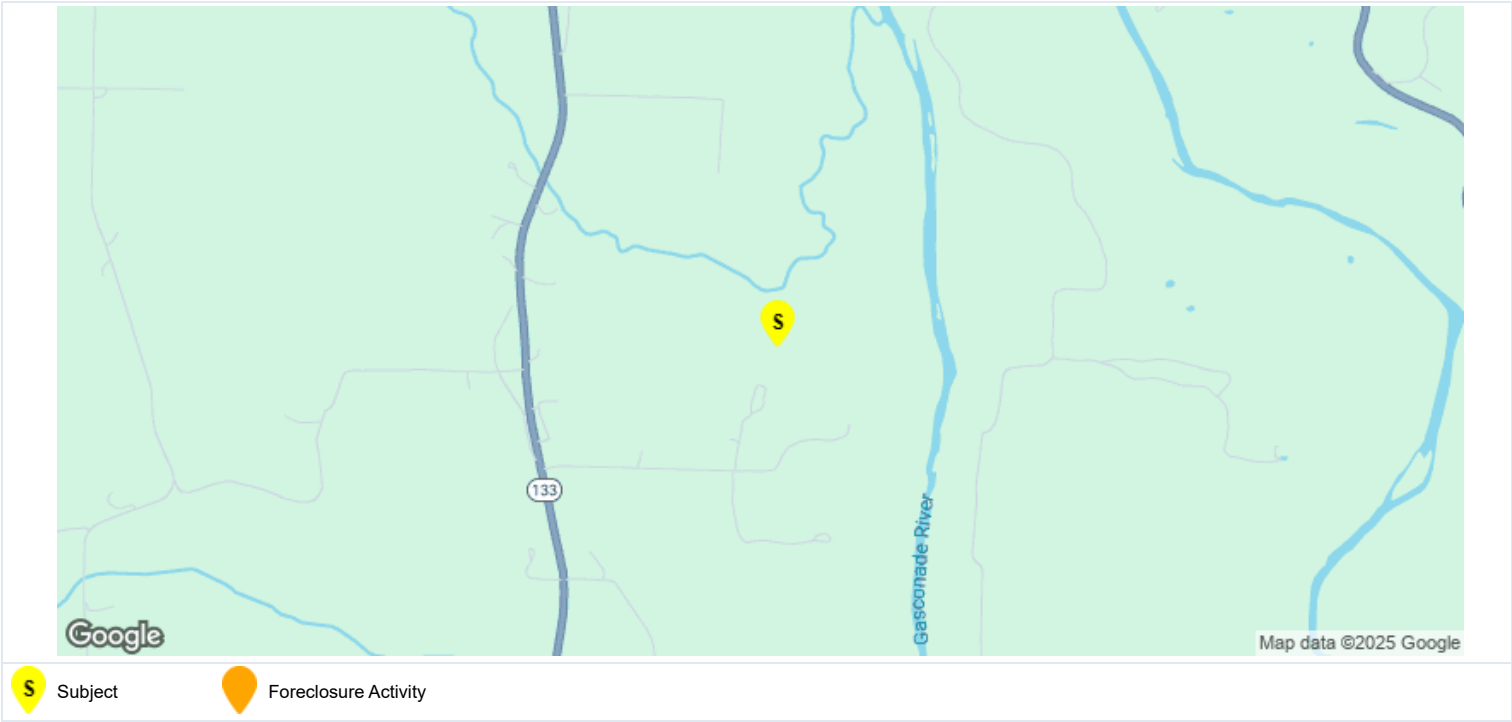 S
133
Gasconade River
Google
Map data ©2025 Google
S Subject
Foreclosure Activity